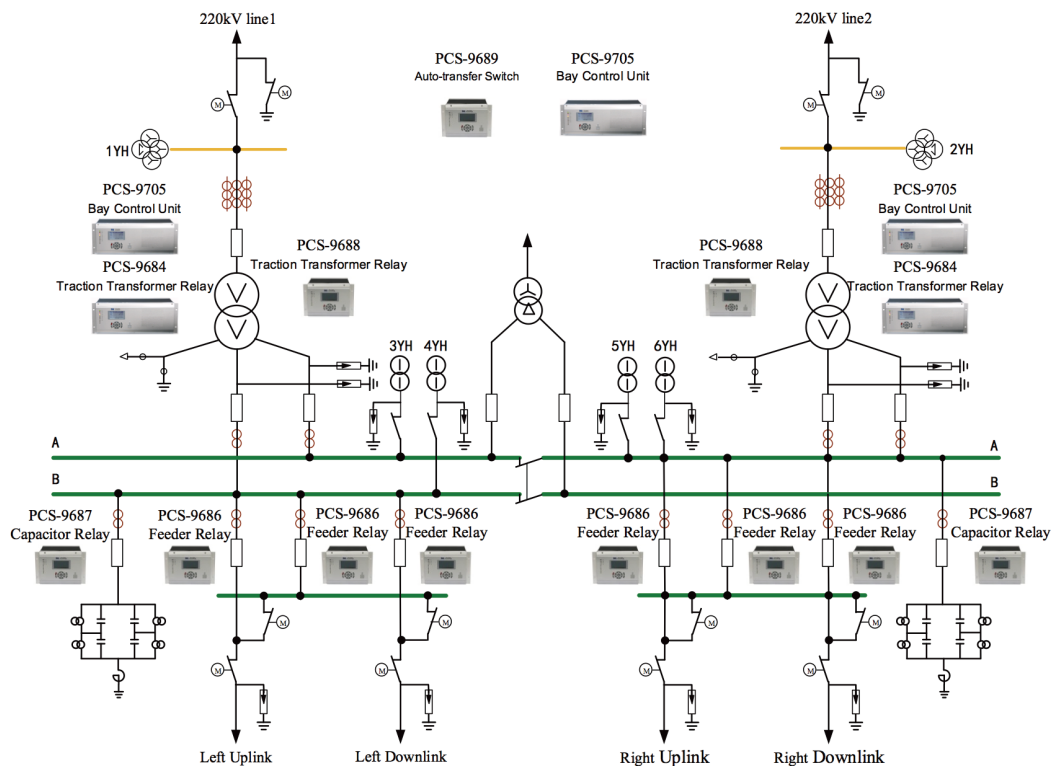 220kV line1
220kV line2
PCS-9689
Auto-transfer Switch
PCS-9705
Bay Control Unit
M
M
M
M
1YH
2YH
PCS-9705
Bay Control Unit
PCS-9705
Bay Control Unit
PCS-9688
Traction Transformer Relay
PCS-9688
Traction Transformer Relay
PCS-9684
Traction Transformer Relay
PCS-9684
Traction Transformer Relay
3YH
4YH
5YH
6YH
A
A
B
B
PCS-9687
Capacitor Relay
PCS-9686
Feeder Relay
PCS-9686
Feeder Relay
PCS-9686
Feeder Relay
PCS-9686
Feeder Relay
PCS-9686
Feeder Relay
PCS-9686
Feeder Relay
PCS-9687
Capacitor Relay
M
M
M
M
M
M
M
M
Left Uplink
Left Downlink
Right Uplink
Right Downlink